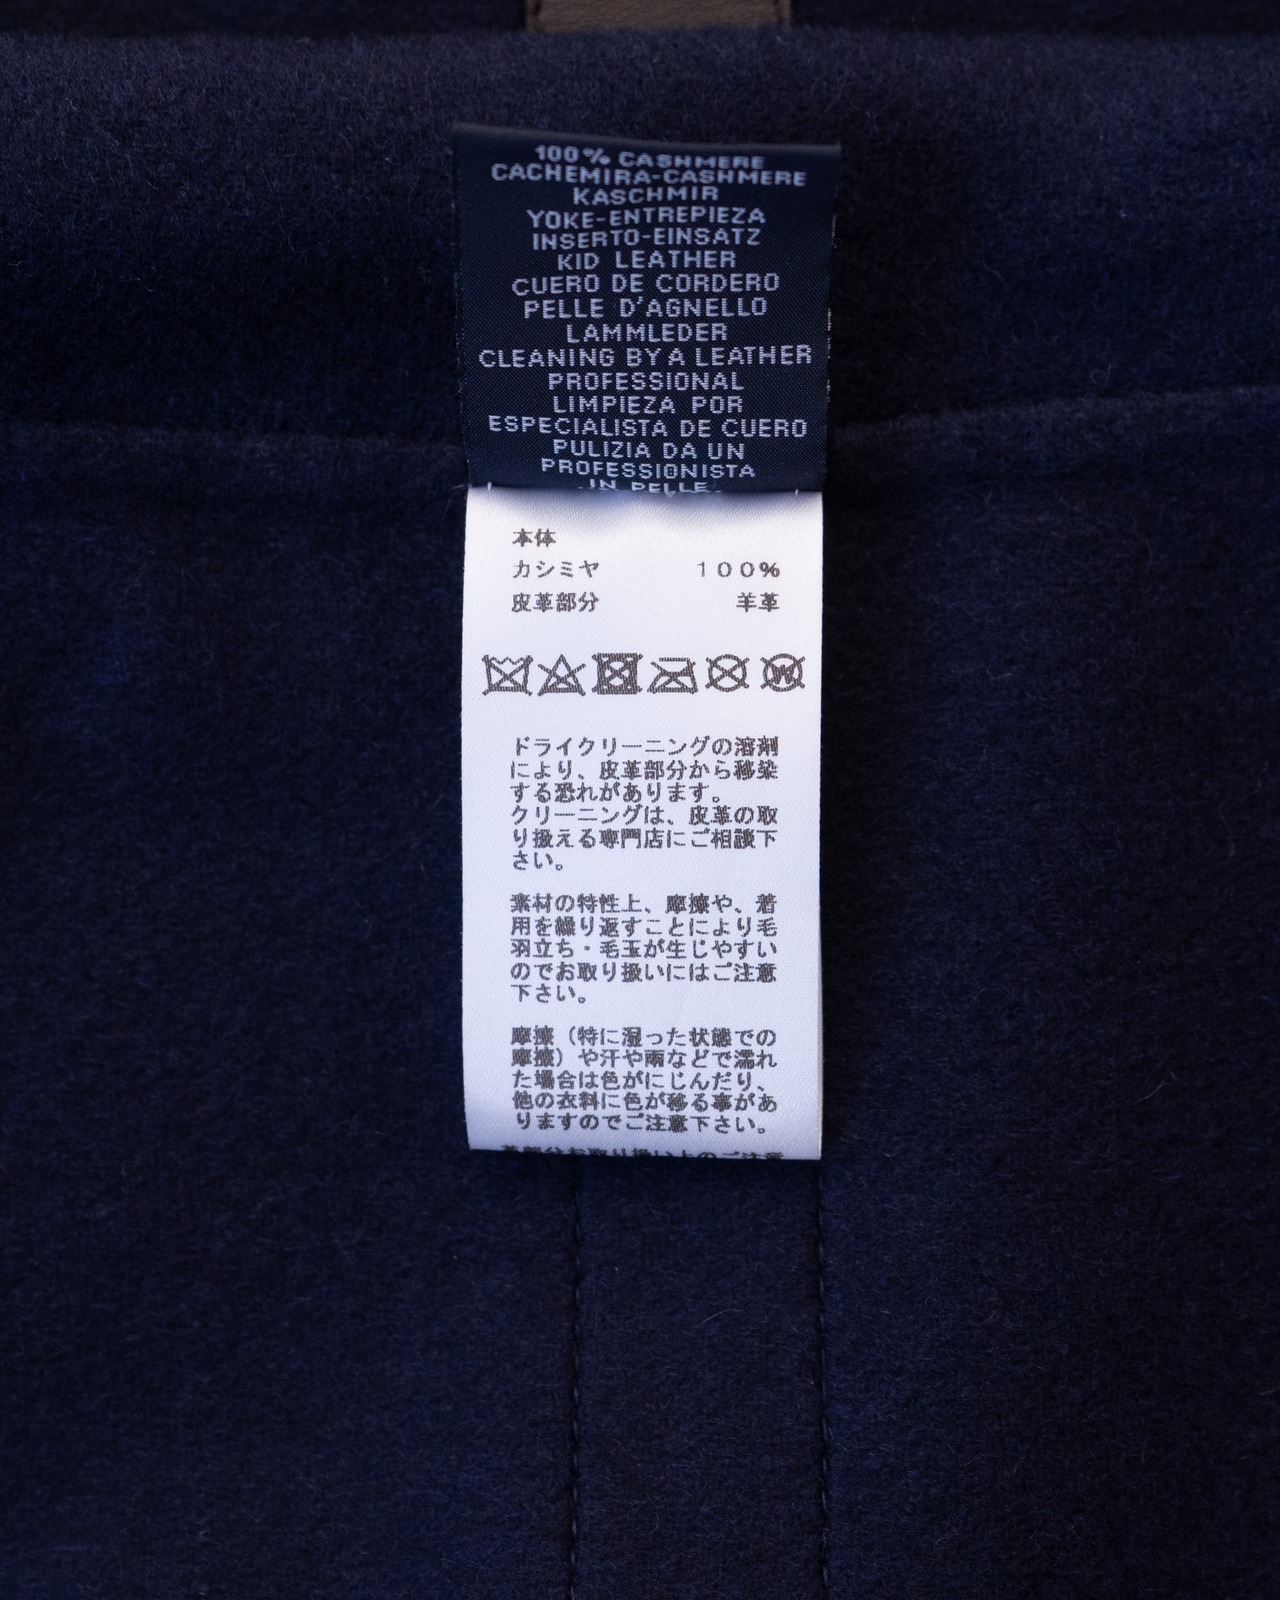 100% CASHMERE
CACHEMIRA-CASHMERE
KASCHMIR
YOKE-ENTREPIEZA
INSERTO-EINSATZ
KID LEATHER
CUERO DE CORDERO
PELLE D'AGNELLO
LAMMLEDER
CLEANING BY A LEATHER
PROFESSIONAL
LIMPIEZA POR
ESPECIALISTA DE CUERO
PULIZIA DA UN
PROFESSIONISTA
IN PELLE
本体
カシミヤ 100%
皮革部分 羊革
W
ドライクリーニングの溶剤
により、皮革部分から移染
する恐れがあります。
クリーニングは、皮革の取
り扱える専門店にご相談下
さい。
素材の特性上、摩擦や、着
用を繰り返すことにより毛
羽立ち・毛玉が生じやすい
のでお取り扱いにはご注意
下さい。
摩擦（特に湿った状態での
摩擦）や汗や雨などで濡れ
た場合は色がにじんだり、
他の衣料に色が移る事があ
りますのでご注意下さい。